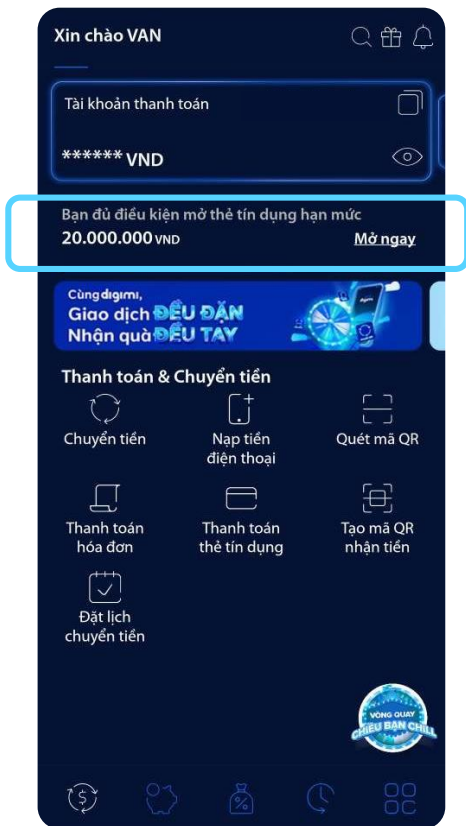 Xin chào VAN
Tài khoản thanh toán
****** VND
Bạn đủ điều kiện mở thẻ tín dụng hạn mức
20.000.000 VND
Mở ngay
Cùng digimi,
Giao dịch ĐỀU ĐẶN
Nhận quà ĐỀU TAY
Thanh toán & Chuyển tiền
Chuyển tiền
Nạp tiền
điện thoại
Quét mã QR
Thanh toán
hóa đơn
Thanh toán
thẻ tín dụng
Tạo mã QR
nhận tiền
Đặt lịch
chuyển tiền
VÒNG QUAY
CHIỀU BẠN CHILL